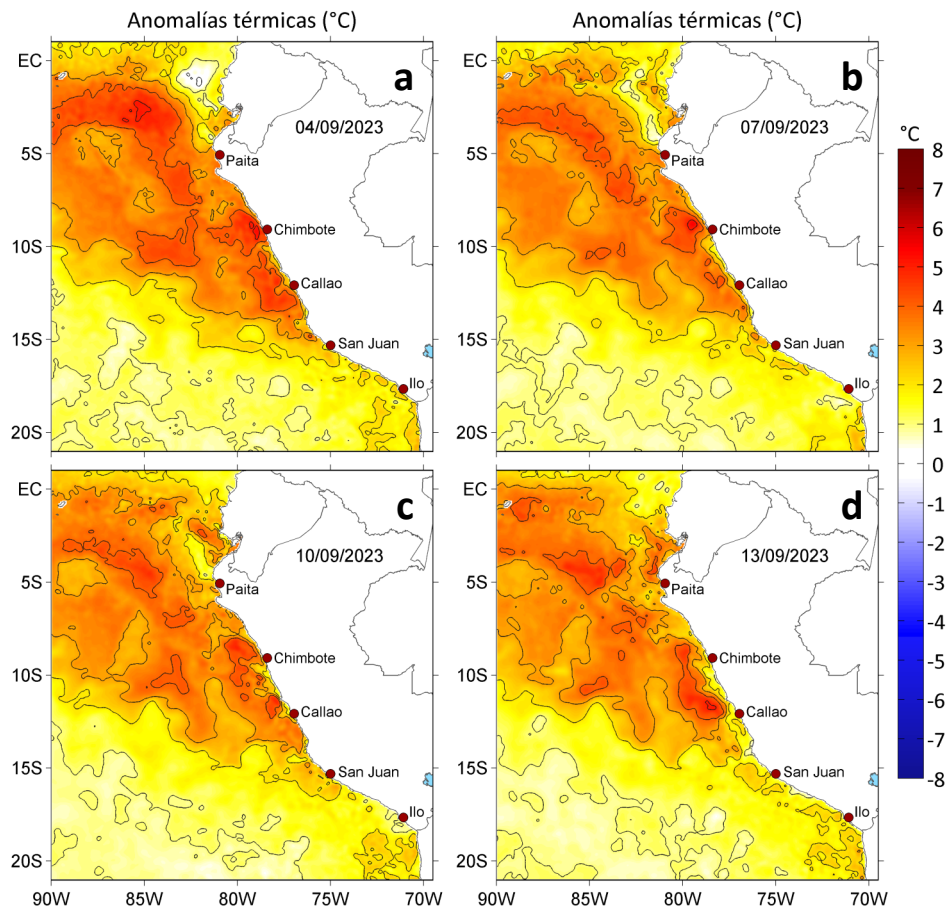 Anomalías térmicas (°C)
Anomalías térmicas (°C)
EC
5S
10S
15S
20S
a
04/09/2023
Paita
Chimbote
Callao
San Juan
Ilo
EC
5S
10S
15S
20S
b
07/09/2023
Paita
Chimbote
Callao
San Juan
Ilo
EC
5S
10S
15S
20S
c
10/09/2023
Paita
Chimbote
Callao
San Juan
Ilo
90W 85W 80W 75W 70W
EC
5S
10S
15S
20S
d
13/09/2023
Paita
Chimbote
Callao
San Juan
Ilo
90W 85W 80W 75W 70W
°C
8
7
6
5
4
3
2
1
0
-1
-2
-3
-4
-5
-6
-7
-8